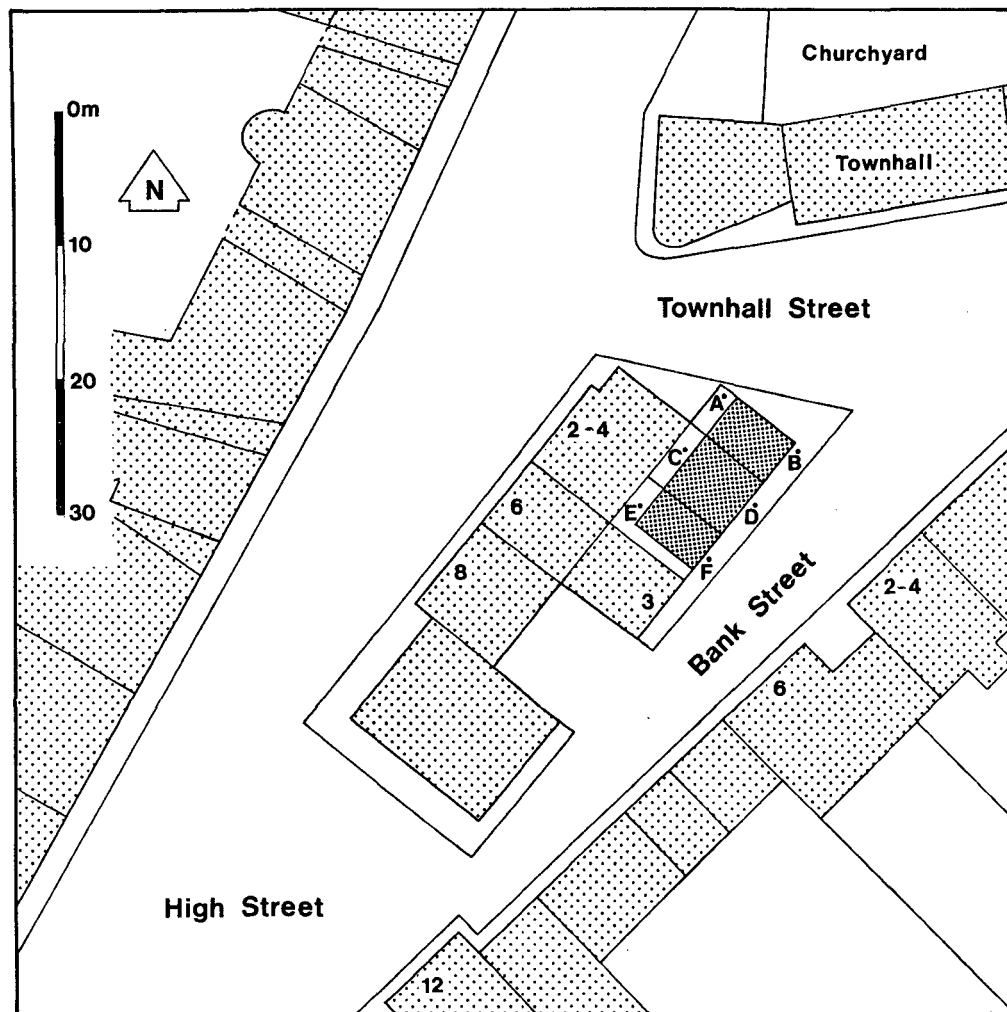 Churchyard
0m
Townhall
N
10
Townhall Street
20
A
2-4
C
B
30
6
E
D
8
F
3
2-4
Bank Street
6
High Street
12